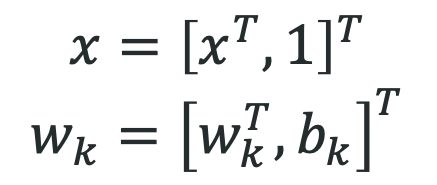 x = [x^T, 1]^T
w_k = [w_k^T, b_k]^T